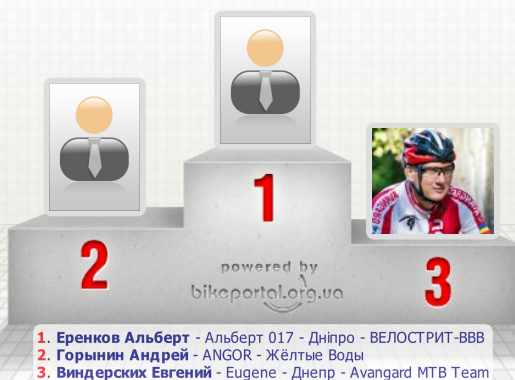 1
2
3
powered by
bikeportal.org.ua
1. Еренков Альберт - Альберт 017 - Дніпро - ВЕЛОСТРИТ-ВВВ
2. Горынин Андрей - ANGOR - Жёлтые Воды
3. Виндерских Евгений - Eugene - Днепр - Avangard MTB Team